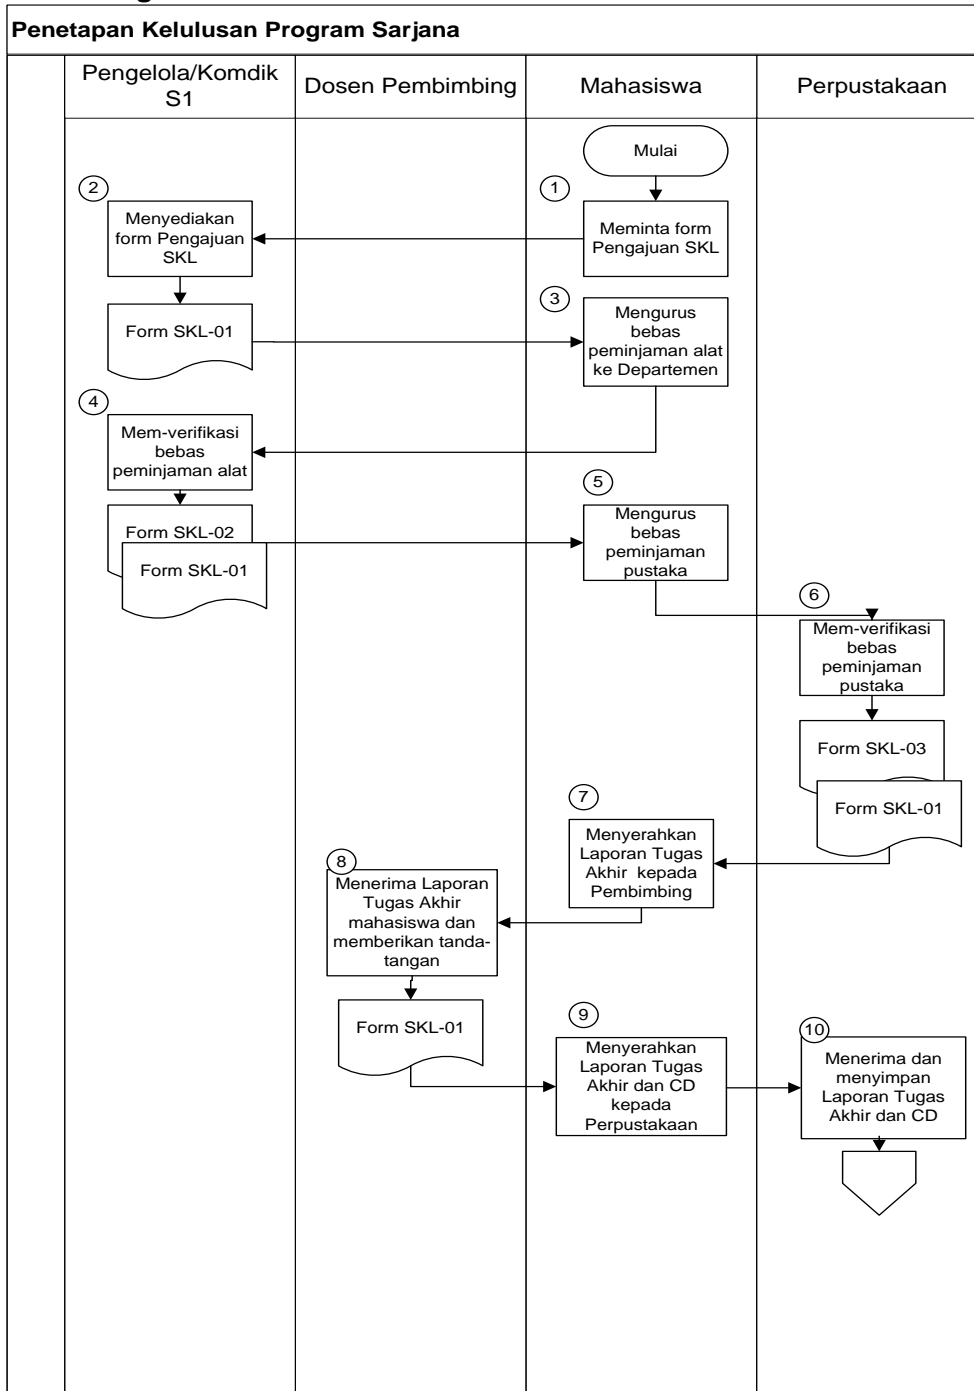 Penetapan Kelulusan Program Sarjana
Pengelola/Komdik
S1
Dosen Pembimbing
Mahasiswa
Perpustakaan
Mulai
1
Meminta form
Pengajuan SKL
2
Menyediakan
form Pengajuan
SKL
Form SKL-01
3
Mengurus
bebas
peminjaman alat
ke Departemen
4
Mem-verifikasi
bebas
peminjaman alat
Form SKL-02
Form SKL-01
5
Mengurus
bebas
peminjaman
pustaka
6
Mem-verifikasi
bebas
peminjaman
pustaka
Form SKL-03
Form SKL-01
7
Menyerahkan
Laporan Tugas
Akhir kepada
Pembimbing
8
Menerima Laporan
Tugas Akhir
mahasiswa dan
memberikan tanda-
tangan
Form SKL-01
9
Menyerahkan
Laporan Tugas
Akhir dan CD
kepada
Perpustakaan
10
Menerima dan
menyimpan
Laporan Tugas
Akhir dan CD